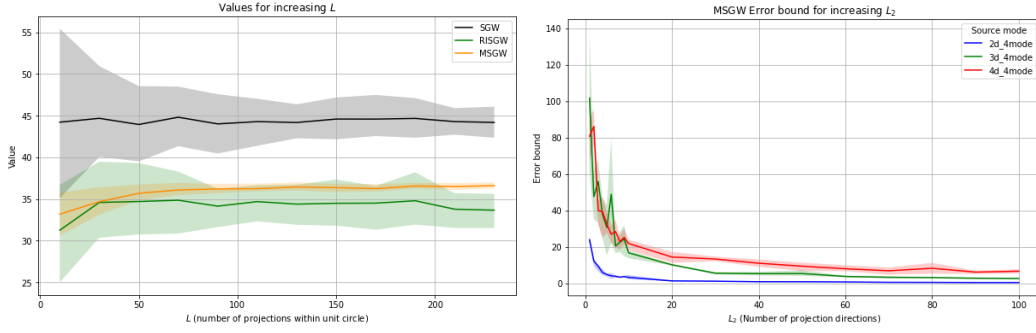 Values for increasing L
Value
55
50
45
40
35
30
25
0
50
100
150
200
L (number of projections within unit circle)
SGW
RISGW
MSGW
MSGW Error bound for increasing L₂
Error bound
140
120
100
80
60
40
20
0
0
20
40
60
80
100
L₂ (Number of projection directions)
Source mode
2d_4mode
3d_4mode
4d_4mode